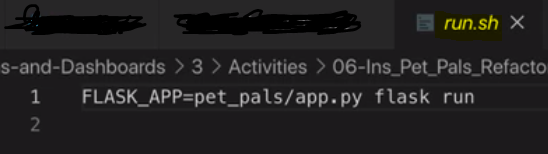 run.sh ×
s-and-Dashboards > 3 > Activities > 06-Ins_Pet_Pals_Refacto
1 FLASK_APP=pet_pals/app.py flask run
2